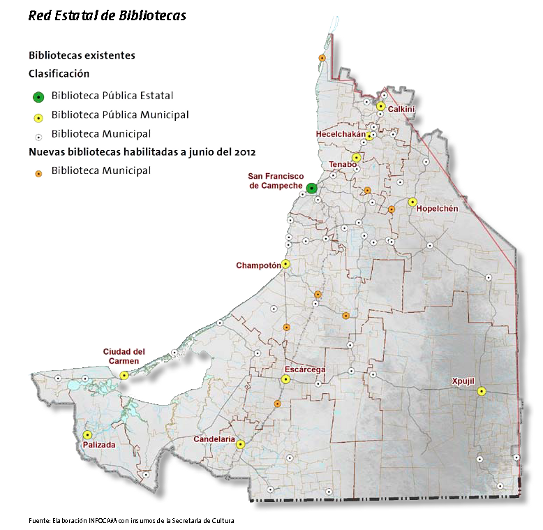 Red Estatal de Bibliotecas
Bibliotecas existentes
Clasificación
Biblioteca Pública Estatal
Biblioteca Pública Municipal
Biblioteca Municipal
Nuevas bibliotecas habilitadas a junio del 2012
Biblioteca Municipal
Calkiní
Hecelchakán
Tenabo
San Francisco
de Campeche
Hopelchén
Champotón
Ciudad del
Carmen
Escárcega
Xpujil
Palizada
Candelaria
Fuente: Elaboración INFOCAM con insumos de la Secretaría de Cultura